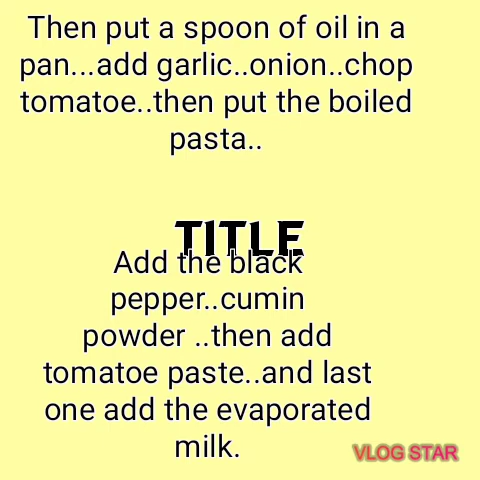 Then put a spoon of oil in a
pan...add garlic..onion..chop
tomatoe..then put the boiled
pasta..
TITLE
Add the black
pepper..cumin
powder ..then add
tomatoe paste..and last
one add the evaporated
milk.
VLOG STAR